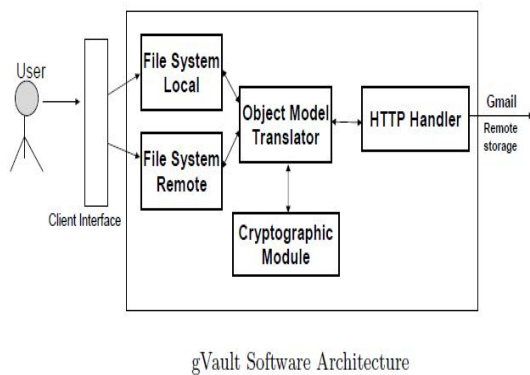 User
Client Interface
File System
Local
File System
Remote
Object Model
Translator
Cryptographic
Module
HTTP Handler
Gmail
Remote
storage
gVault Software Architecture